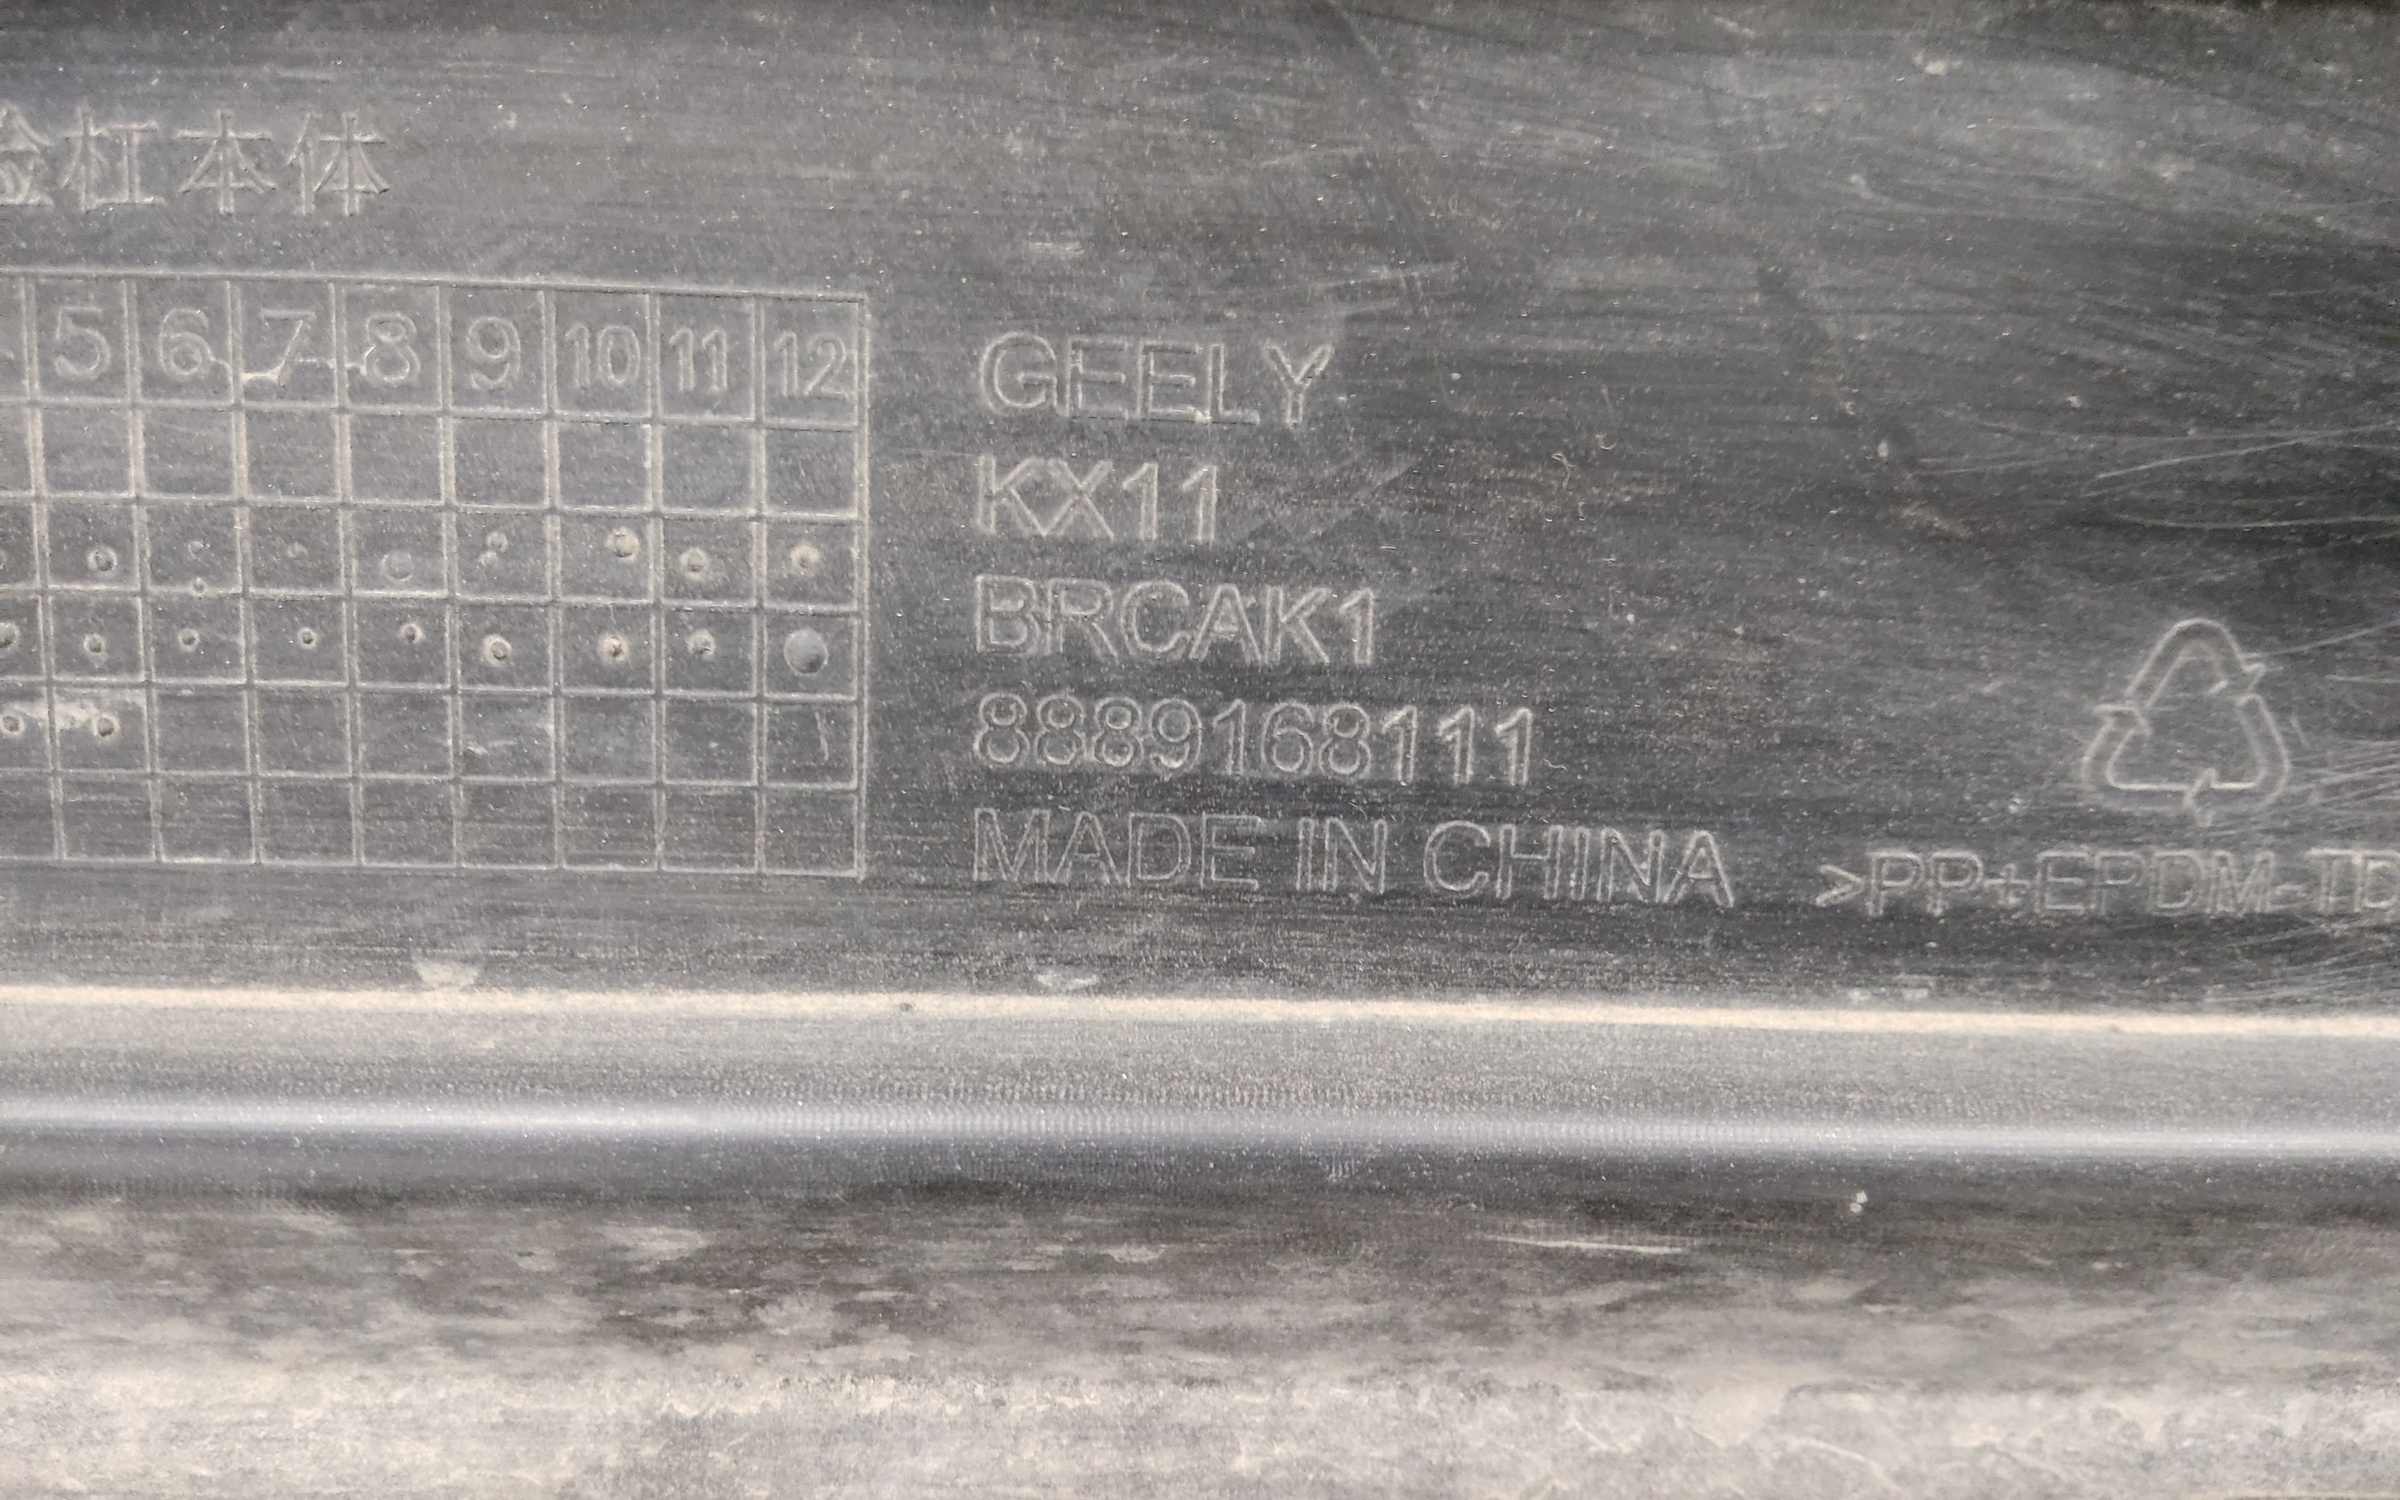 杠本体
5 6 7 8 9 10 11 12
GEELY
KX11
BRCAK1
8889168111
MADE IN CHINA
>PP+EPDM-TD